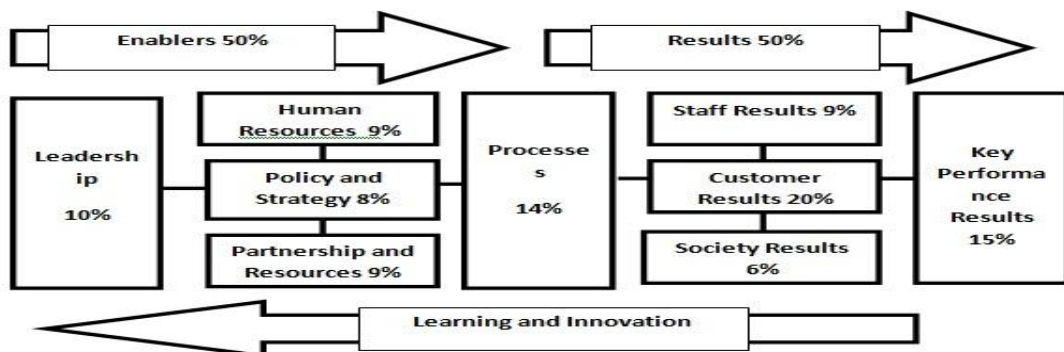 Enablers 50%
Results 50%
Leadersh
ip
10%
Human
Resources 9%
Policy and
Strategy 8%
Partnership and
Resources 9%
Processe
s
14%
Staff Results 9%
Customer
Results 20%
Society Results
6%
Key
Performa
nce
Results
15%
Learning and Innovation